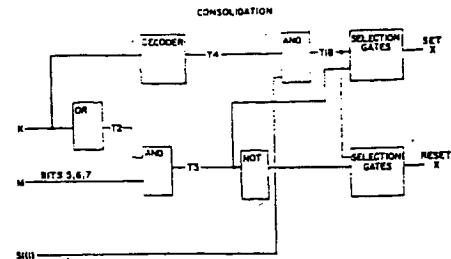 CONSOLIDATION
DECODER
T4
AND
T18
SELECTION
GATES
SET
X
OR
K
T2
AND
T3
NOT
SELECTION
GATES
RESET
X
M
BITS 5,6,7